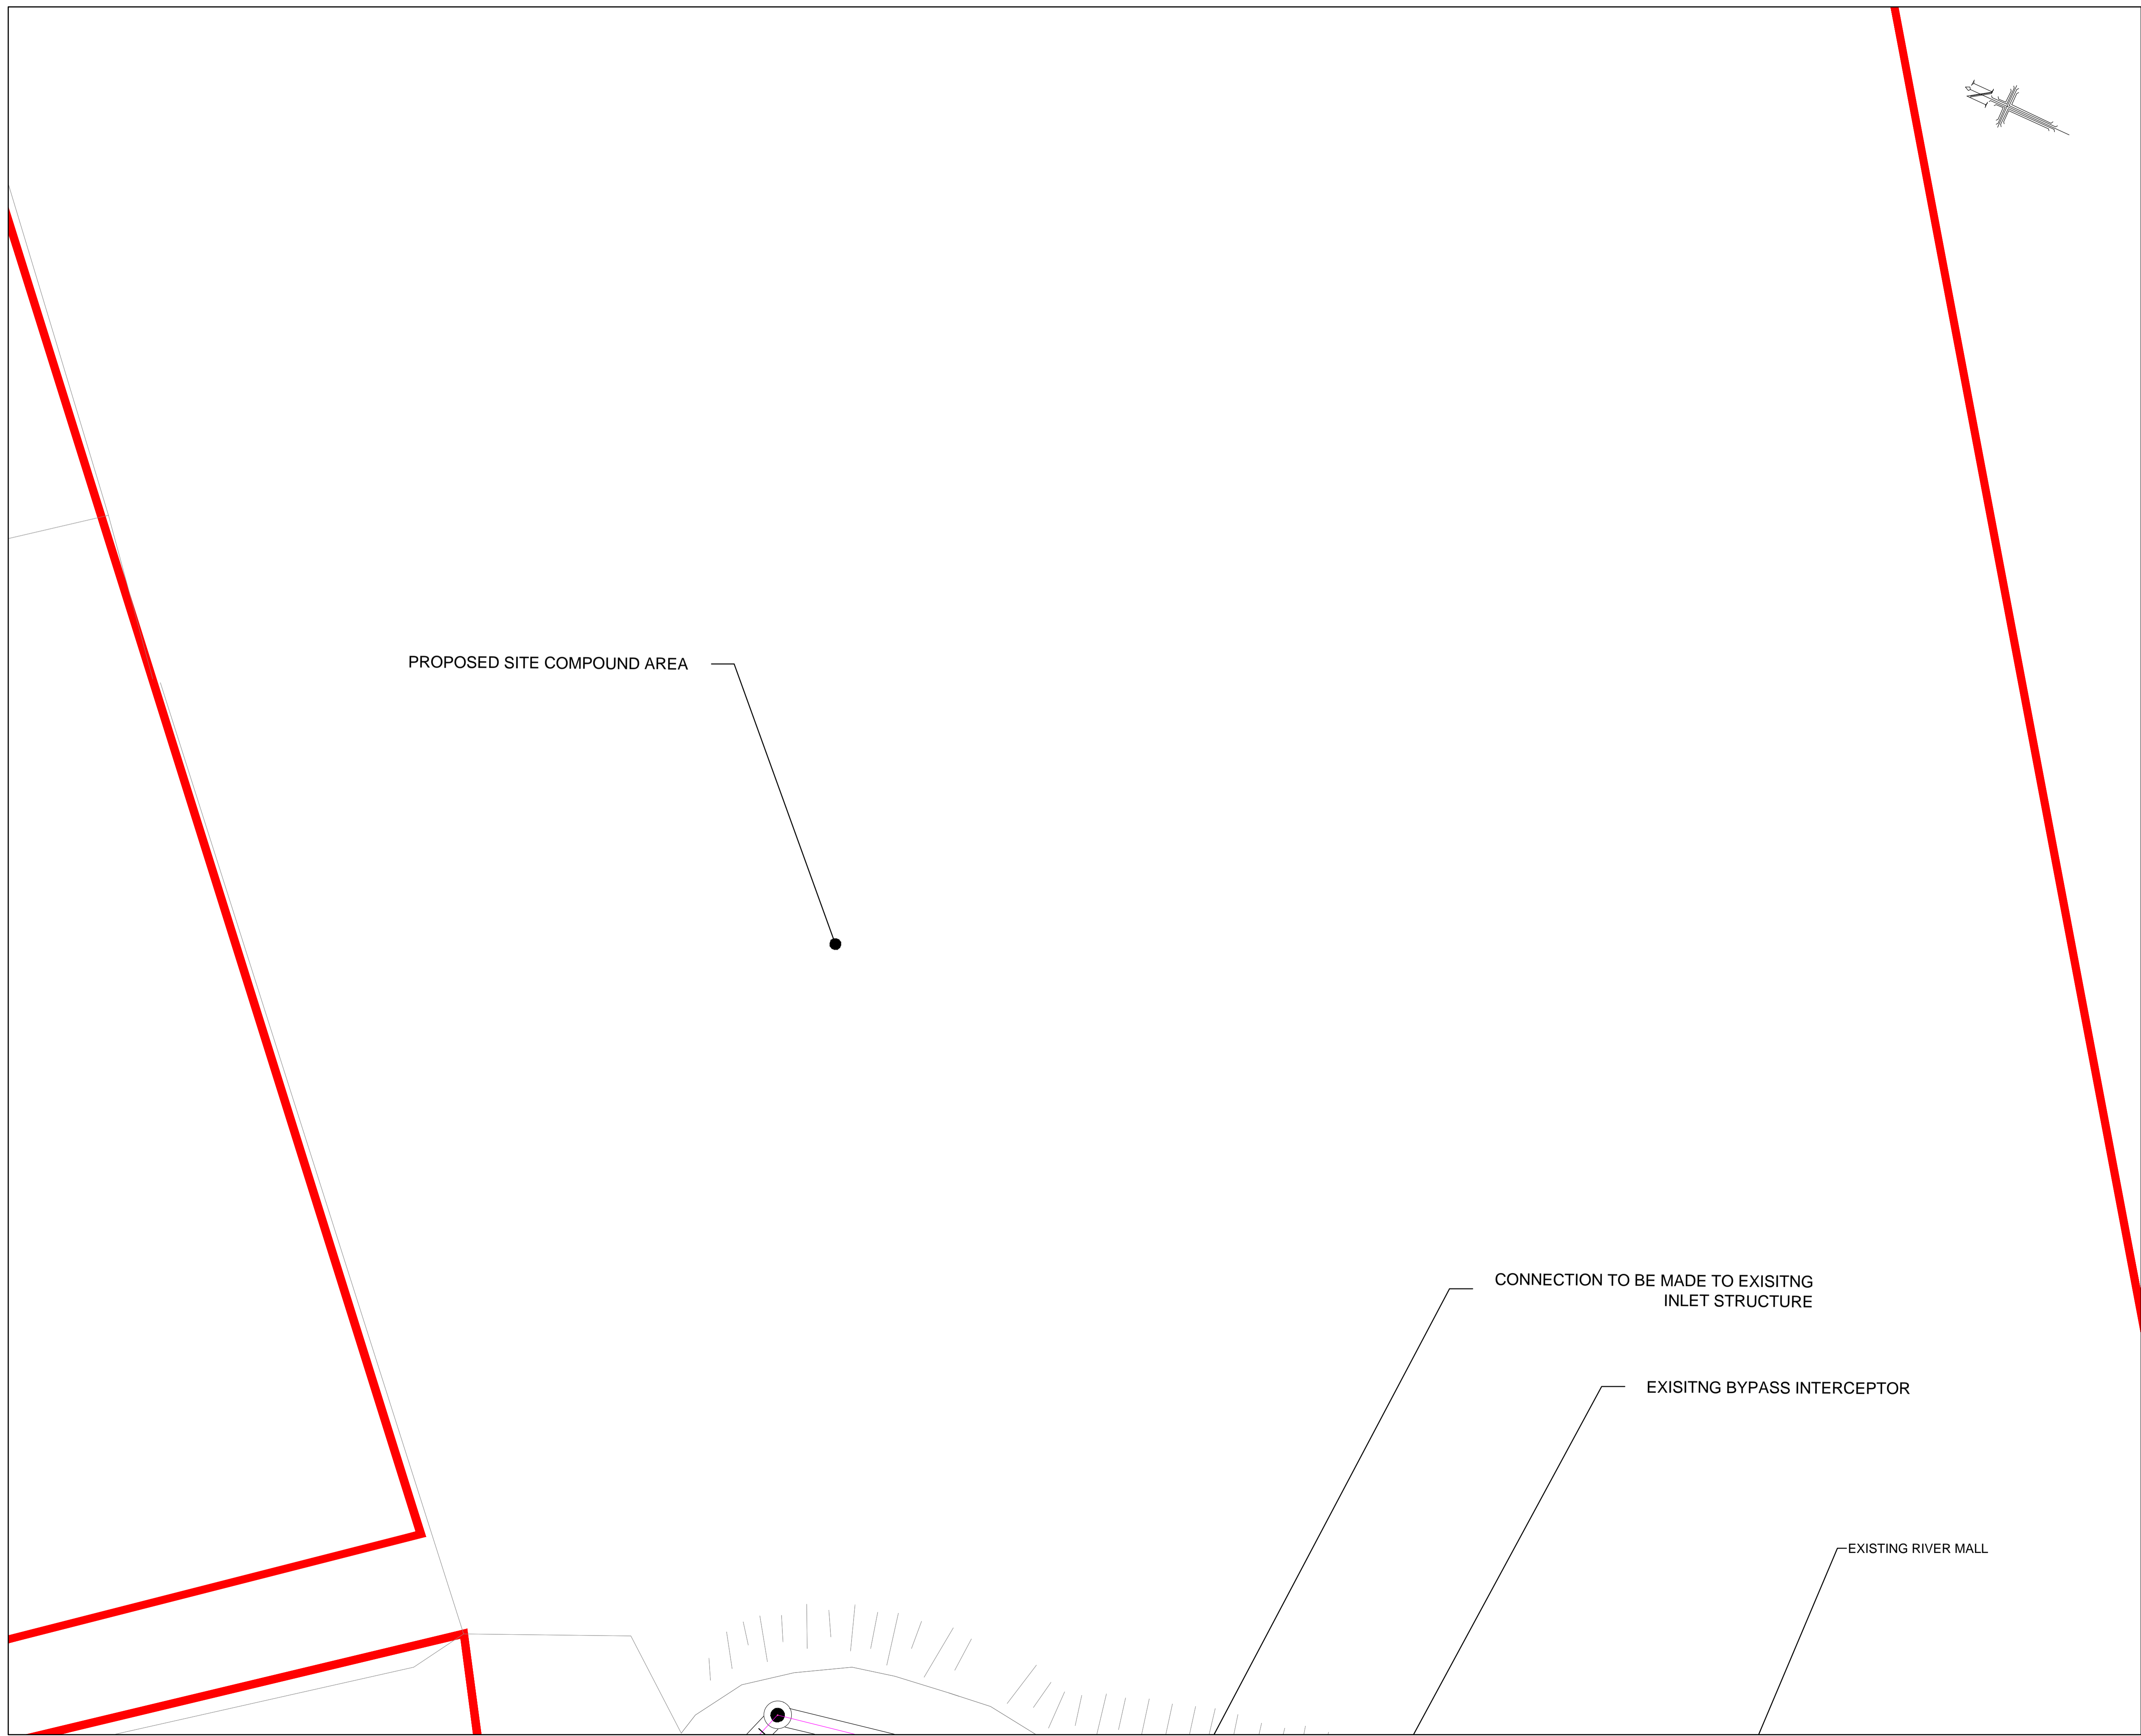 N
PROPOSED SITE COMPOUND AREA
CONNECTION TO BE MADE TO EXISITNG
INLET STRUCTURE
EXISITNG BYPASS INTERCEPTOR
EXISTING RIVER MALL